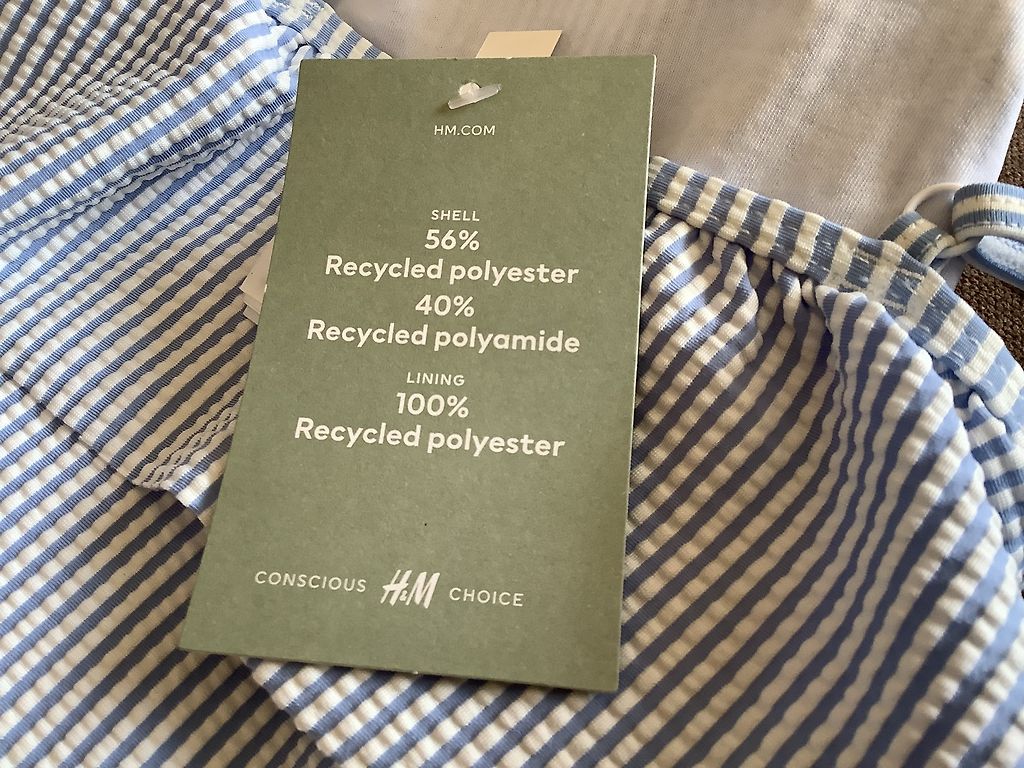 HM.COM
SHELL
56%
Recycled polyester
40%
Recycled polyamide
LINING
100%
Recycled polyester
CONSCIOUS H&M CHOICE